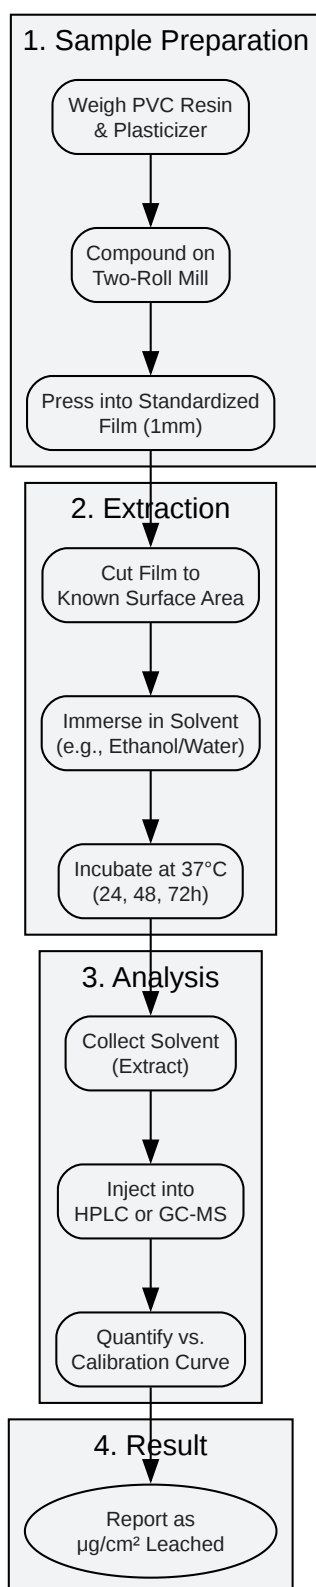 1. Sample Preparation
Weigh PVC Resin
& Plasticizer
Compound on
Two-Roll Mill
Press into Standardized
Film (1mm)
2. Extraction
Cut Film to
Known Surface Area
Immerse in Solvent
(e.g., Ethanol/Water)
Incubate at 37°C
(24, 48, 72h)
3. Analysis
Collect Solvent
(Extract)
Inject into
HPLC or GC-MS
Quantify vs.
Calibration Curve
4. Result
Report as
µg/cm² Leached